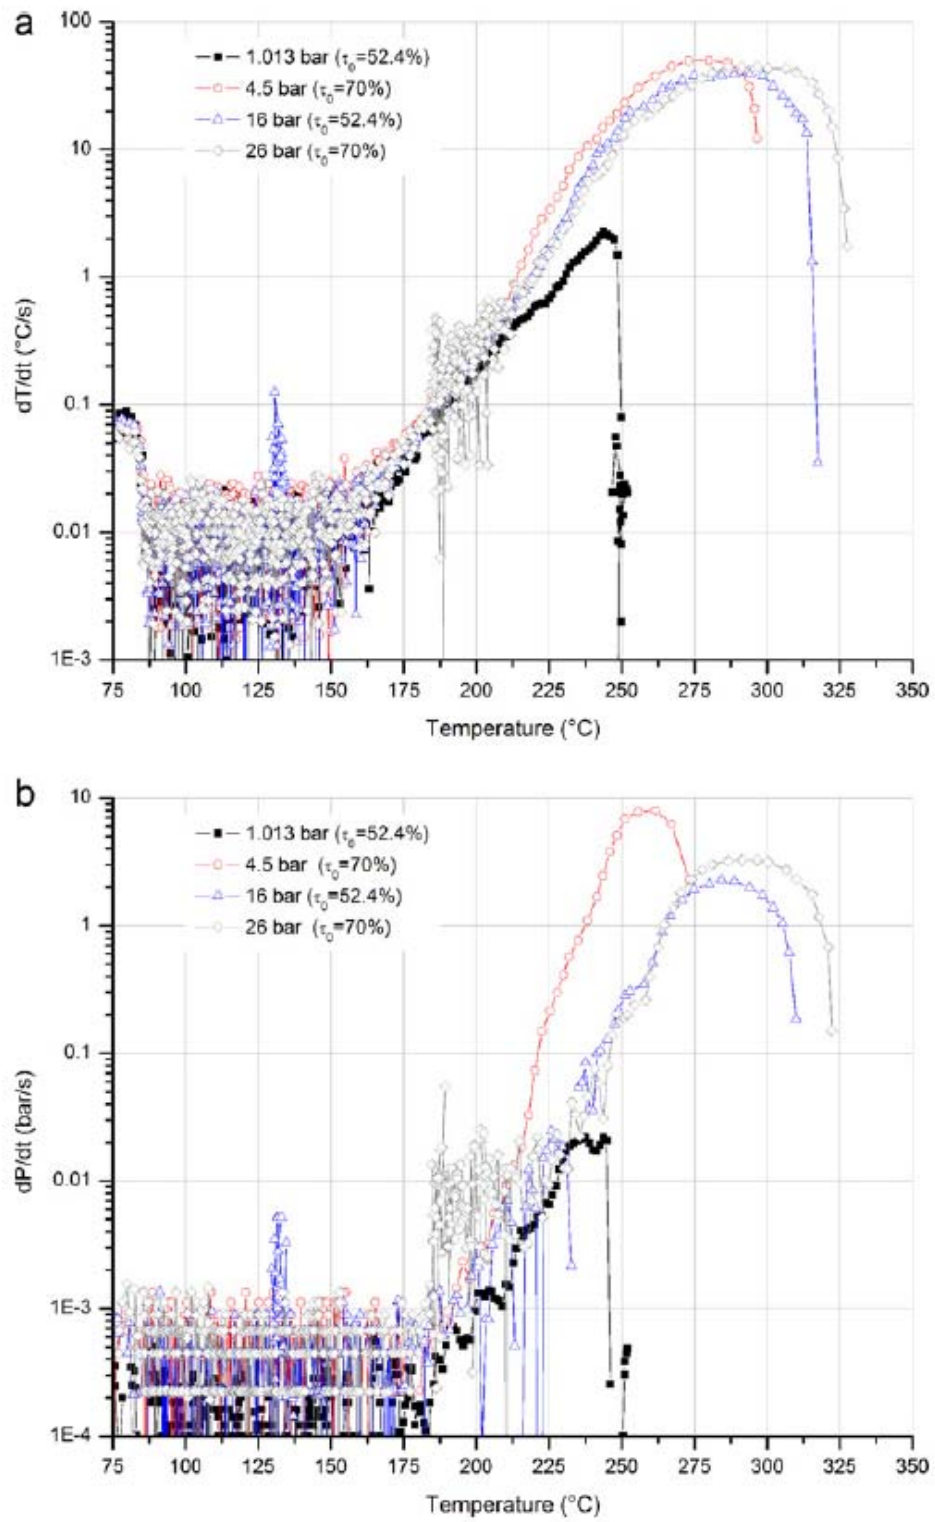 a
100
10
1
0.1
0.01
1E-3
dT/dt (°C/s)
1.013 bar (τ₀=52.4%)
4.5 bar (τ₀=70%)
16 bar (τ₀=52.4%)
26 bar (τ₀=70%)
75 100 125 150 175 200 225 250 275 300 325 350
Temperature (°C)
b
10
1
0.1
0.01
1E-3
1E-4
dP/dt (bar/s)
1.013 bar (τ₀=52.4%)
4.5 bar (τ₀=70%)
16 bar (τ₀=52.4%)
26 bar (τ₀=70%)
75 100 125 150 175 200 225 250 275 300 325 350
Temperature (°C)